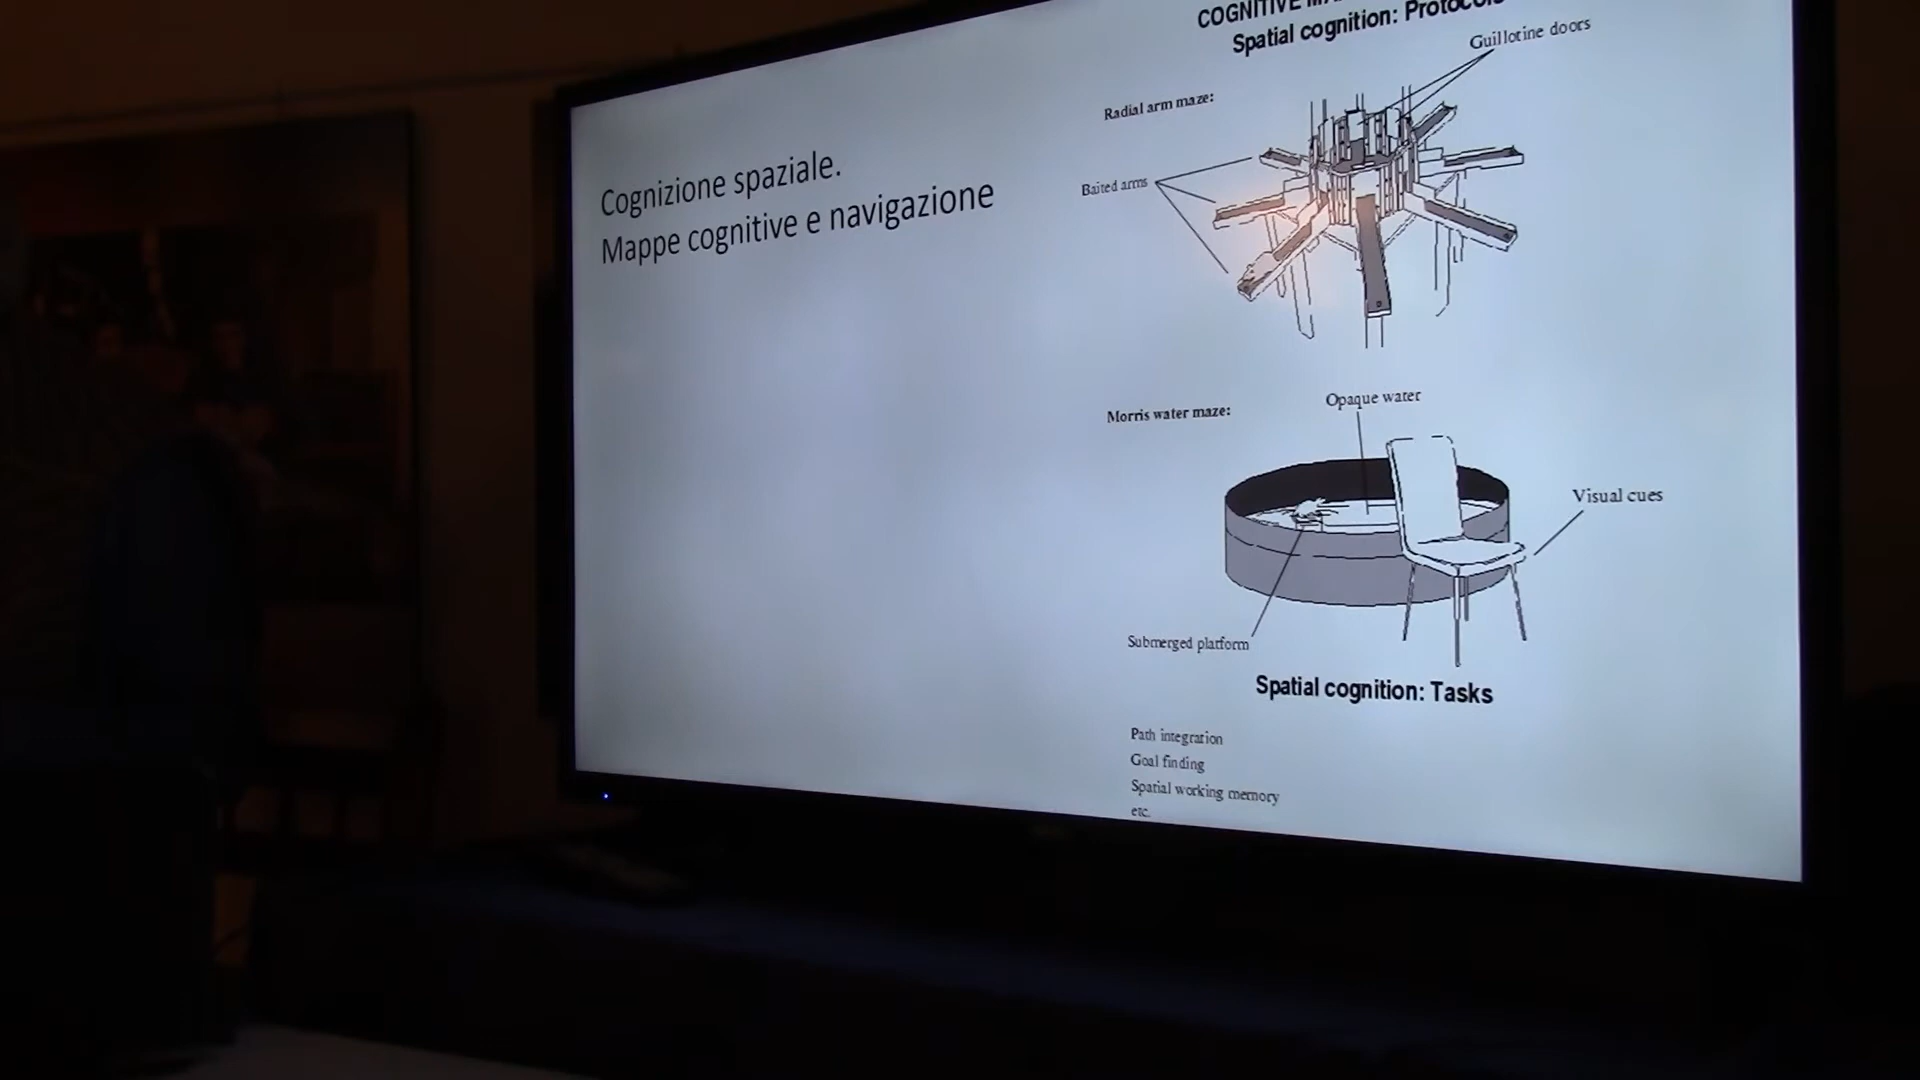 Cognizione spaziale.
Mappe cognitive e navigazione
COGNITIVE
Spatial cognition: Protocols
Guillotine doors
Radial arm maze:
Baited arms
Opaque water
Morris water maze:
Visual cues
Submerged platform
Spatial cognition: Tasks
Path integration
Goal finding
Spatial working memory
etc.